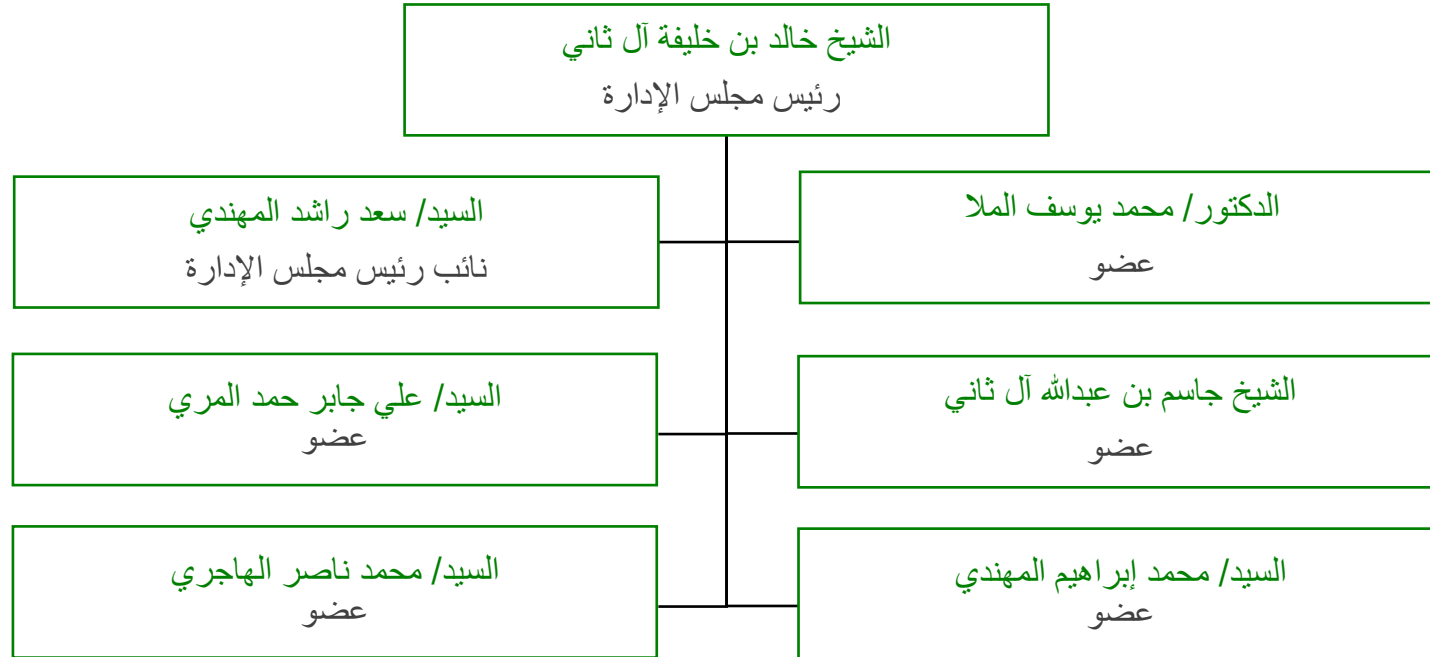 الشيخ خالد بن خليفة آل ثاني
رئيس مجلس الإدارة
الدكتور/ محمد يوسف الملا
عضو
السيد/ سعد راشد المهندي
نائب رئيس مجلس الإدارة
الشيخ جاسم بن عبدالله آل ثاني
عضو
السيد/ علي جابر حمد المري
عضو
السيد/ محمد إبراهيم المهندي
عضو
السيد/ محمد ناصر الهاجري
عضو